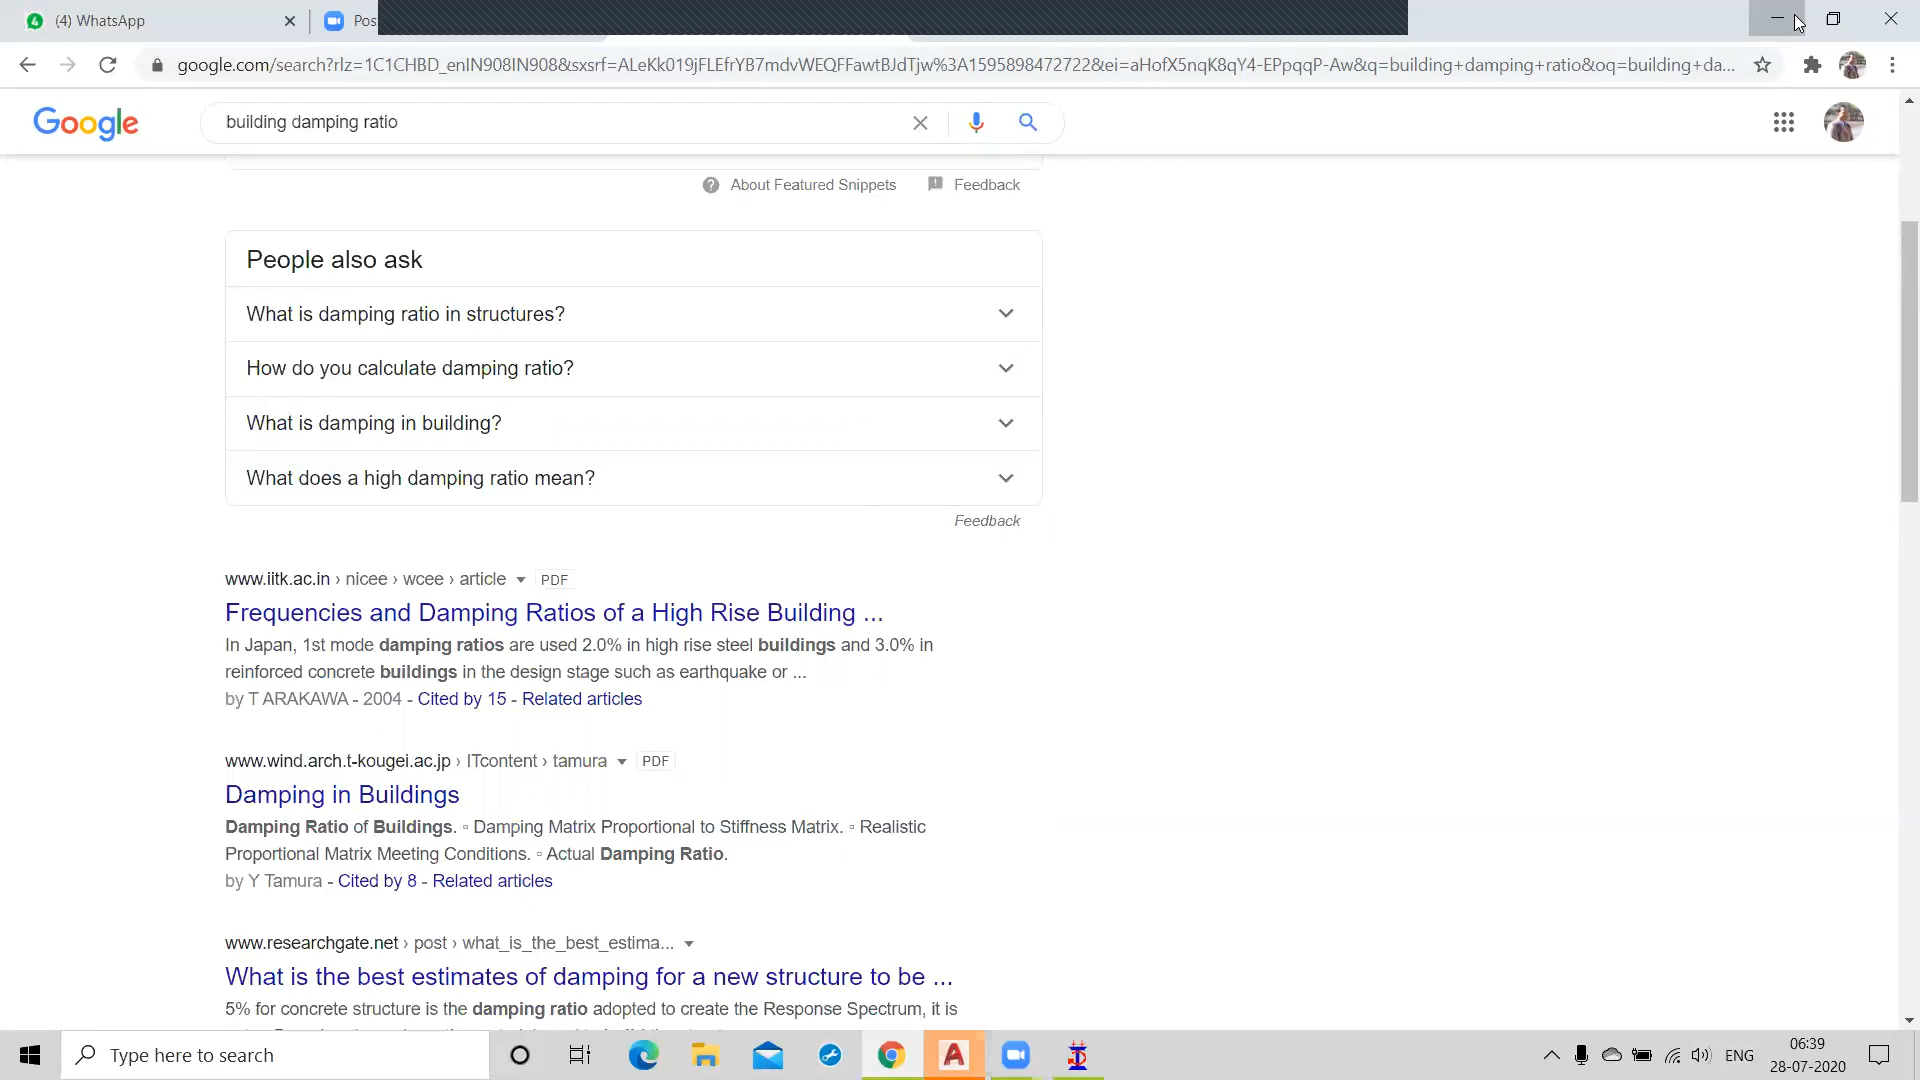 (4) WhatsApp
Pos
google.com/search?rlz=1C1CHBD_enIN908IN908&sxsrf=ALeKk019jFLEfrYB7mdvWEQFFawtBJdTjw%3A1595898472722&ei=aHofX5nqK8qY4-EPpqqP-Aw&q=building+damping+ratio&oq=building+da...
Google
building damping ratio
About Featured Snippets
Feedback
People also ask
What is damping ratio in structures?
How do you calculate damping ratio?
What is damping in building?
What does a high damping ratio mean?
Feedback
www.iitk.ac.in › nicee › wcee › article
PDF
Frequencies and Damping Ratios of a High Rise Building ...
In Japan, 1st mode damping ratios are used 2.0% in high rise steel buildings and 3.0% in
reinforced concrete buildings in the design stage such as earthquake or ...
by T ARAKAWA - 2004 - Cited by 15 - Related articles
www.wind.arch.t-kougei.ac.jp › ITcontent › tamura
PDF
Damping in Buildings
Damping Ratio of Buildings. ▫ Damping Matrix Proportional to Stiffness Matrix. ▫ Realistic
Proportional Matrix Meeting Conditions. ▫ Actual Damping Ratio.
by Y Tamura - Cited by 8 - Related articles
www.researchgate.net › post › what_is_the_best_estima...
What is the best estimates of damping for a new structure to be ...
5% for concrete structure is the damping ratio adopted to create the Response Spectrum, it is
Type here to search
ENG
06:39
28-07-2020